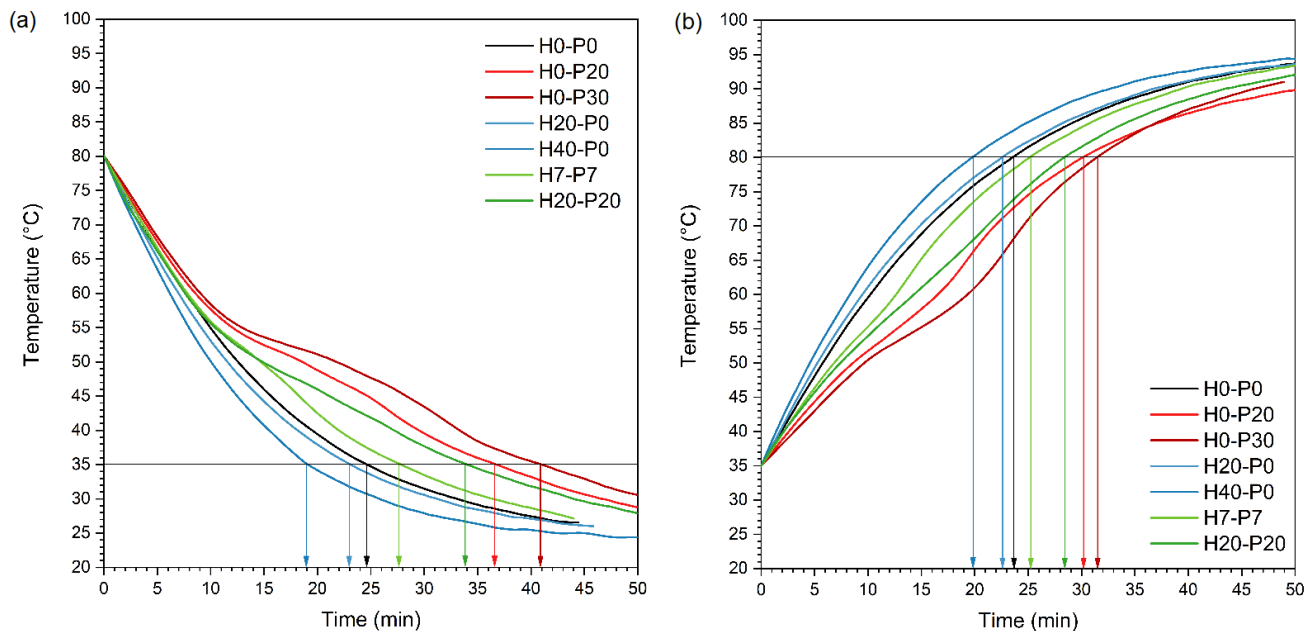 (a)
100
95
90
85
80
75
70
65
60
55
50
45
40
35
30
25
20
Temperature (°C)
0 5 10 15 20 25 30 35 40 45 50
Time (min)
H0-P0
H0-P20
H0-P30
H20-P0
H40-P0
H7-P7
H20-P20
(b)
100
95
90
85
80
75
70
65
60
55
50
45
40
35
30
25
20
Temperature (°C)
0 5 10 15 20 25 30 35 40 45 50
Time (min)
H0-P0
H0-P20
H0-P30
H20-P0
H40-P0
H7-P7
H20-P20